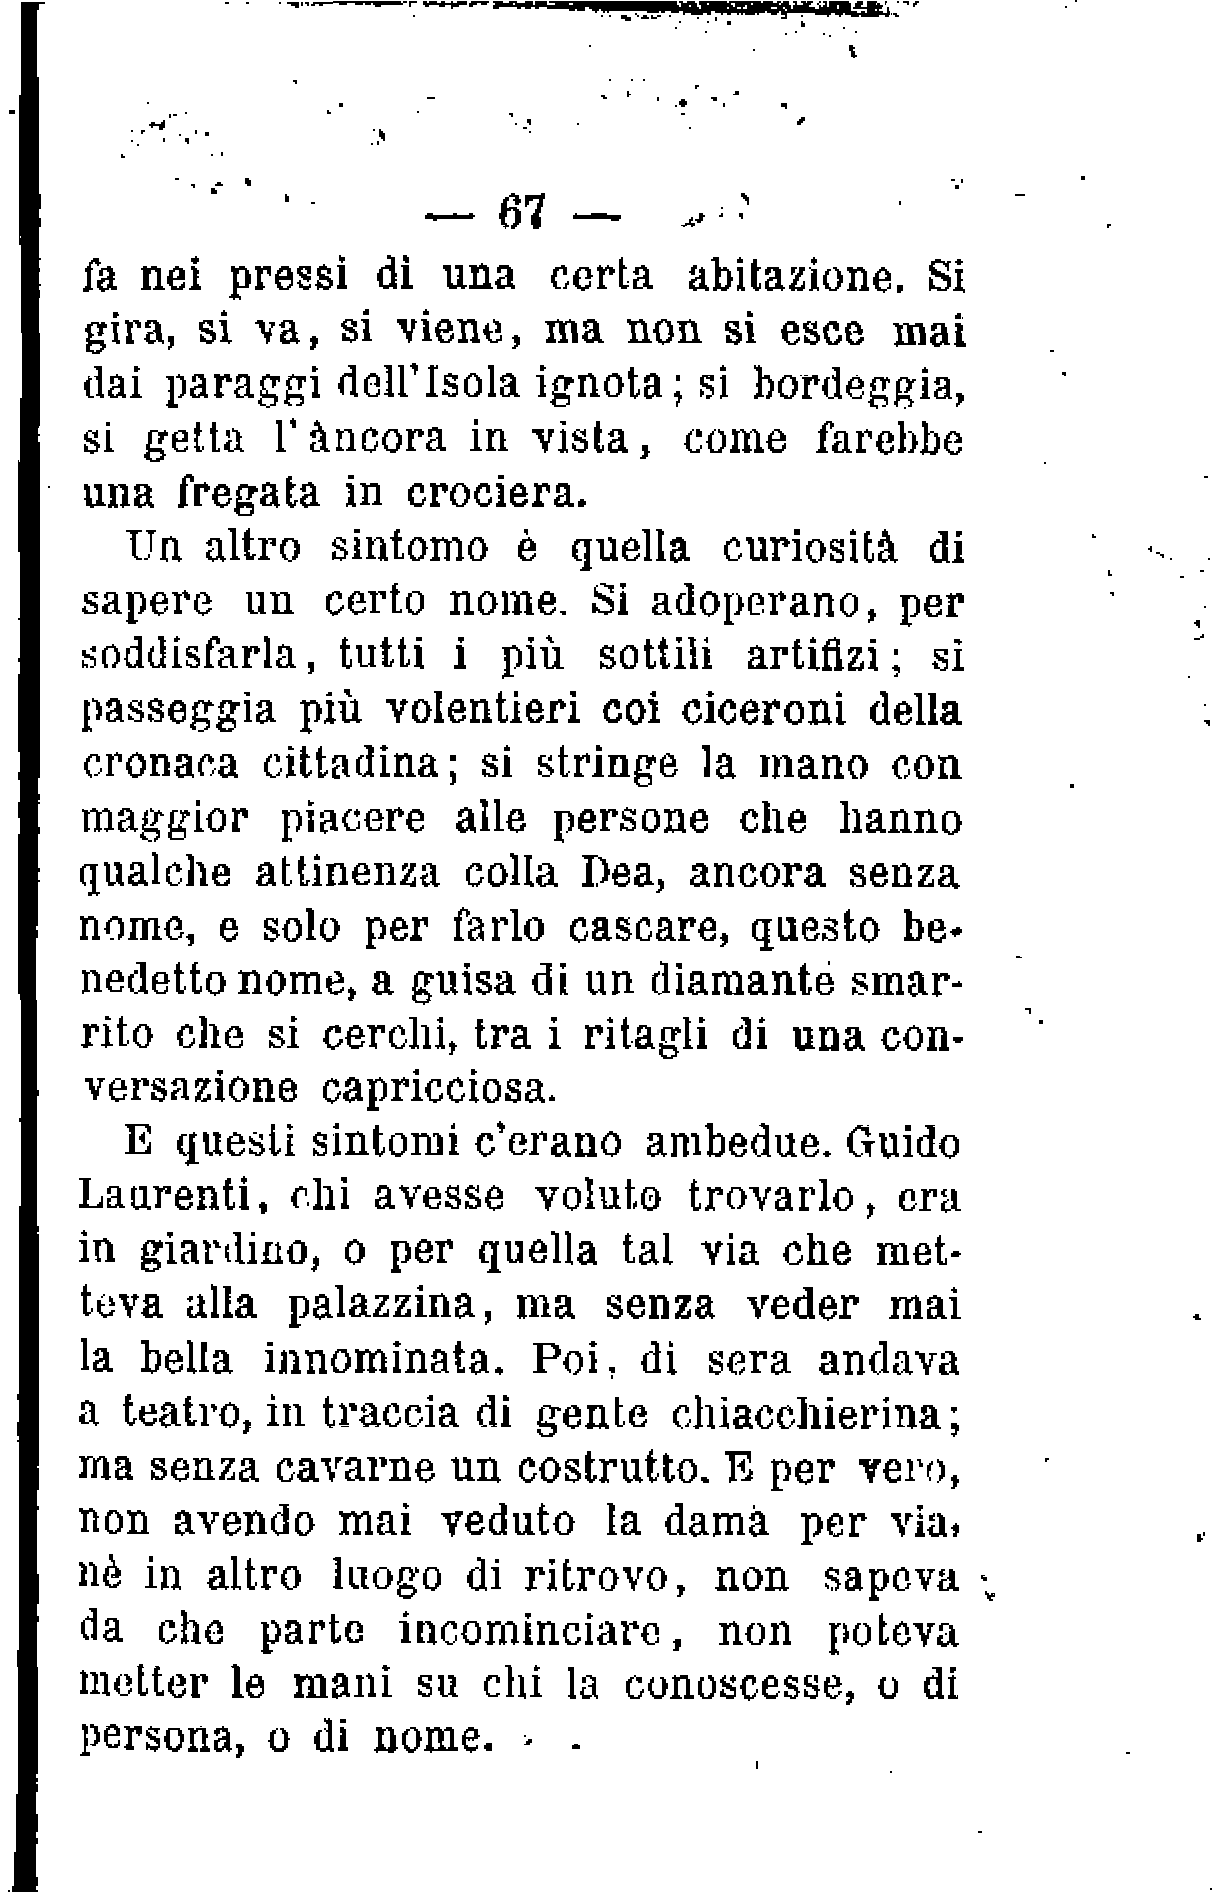 — 67 —
fa nei pressi di una certa abitazione. Si
gira, si va, si viene, ma non si esce mai
dai paraggi dell'Isola ignota; si bordeggia,
si getta l'àncora in vista, come farebbe
una fregata in crociera.
Un altro sintomo è quella curiosità di
sapere un certo nome. Si adoperano, per
soddisfarla, tutti i più sottili artifizi; si
passeggia più volentieri coi ciceroni della
cronaca cittadina; si stringe la mano con
maggior piacere alle persone che hanno
qualche attinenza colla Dea, ancora senza
nome, e solo per farlo cascare, questo be-
nedetto nome, a guisa di un diamante smar-
rito che si cerchi, tra i ritagli di una con-
versazione capricciosa.
E questi sintomi c'erano ambedue. Guido
Laurenti, chi avesse voluto trovarlo, era
in giardino, o per quella tal via che met-
teva alla palazzina, ma senza veder mai
la bella innominata. Poi, di sera andava
a teatro, in traccia di gente chiacchierina;
ma senza cavarne un costrutto. E per vero,
non avendo mai veduto la dama per via,
nè in altro luogo di ritrovo, non sapeva
da che parte incominciare, non poteva
metter le mani su chi la conoscesse, o di
persona, o di nome.